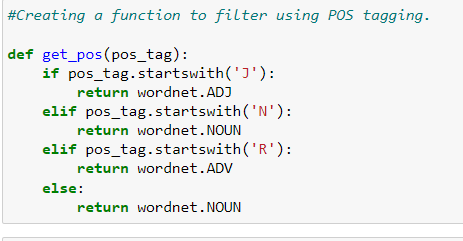 #Creating a function to filter using POS tagging.
def get_pos(pos_tag):
    if pos_tag.startswith('J'):
        return wordnet.ADJ
    elif pos_tag.startswith('N'):
        return wordnet.NOUN
    elif pos_tag.startswith('R'):
        return wordnet.ADV
    else:
        return wordnet.NOUN